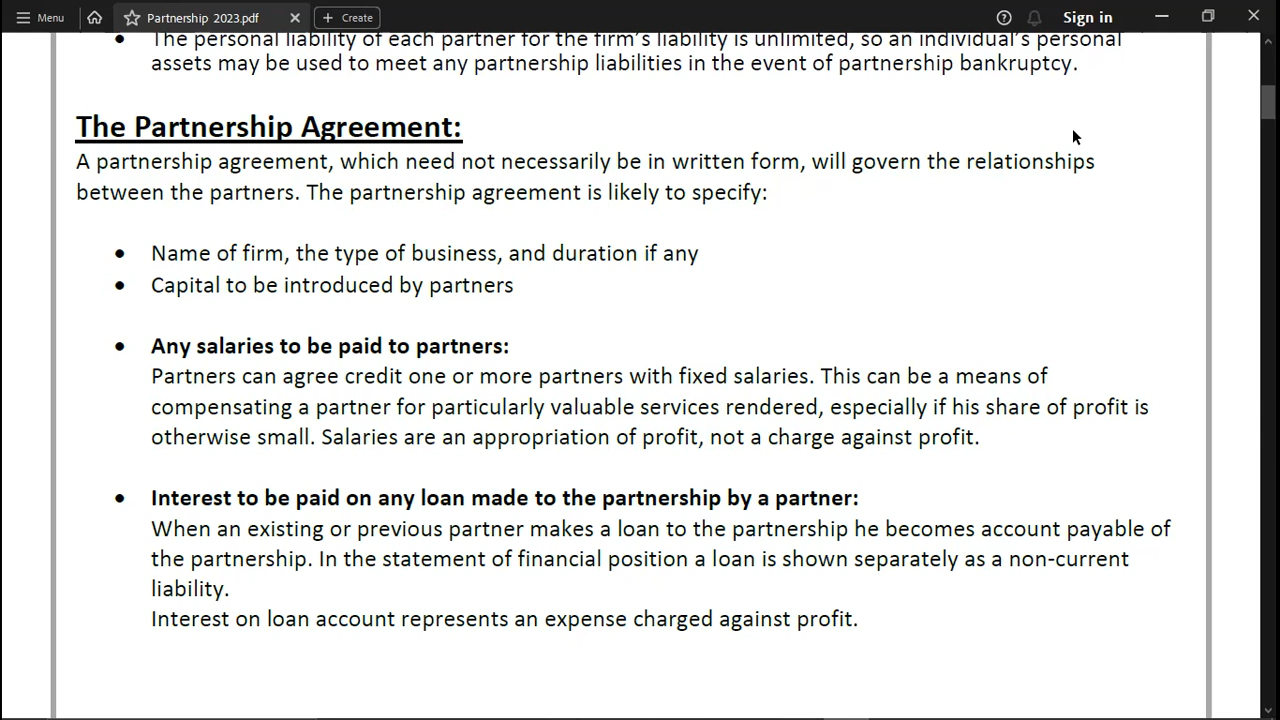 Menu
Partnership 2023.pdf
Create
Sign in
• The personal liability of each partner for the firm's liability is unlimited, so an individual's personal
assets may be used to meet any partnership liabilities in the event of partnership bankruptcy.
The Partnership Agreement:
A partnership agreement, which need not necessarily be in written form, will govern the relationships
between the partners. The partnership agreement is likely to specify:
• Name of firm, the type of business, and duration if any
• Capital to be introduced by partners
• Any salaries to be paid to partners:
Partners can agree credit one or more partners with fixed salaries. This can be a means of
compensating a partner for particularly valuable services rendered, especially if his share of profit is
otherwise small. Salaries are an appropriation of profit, not a charge against profit.
• Interest to be paid on any loan made to the partnership by a partner:
When an existing or previous partner makes a loan to the partnership he becomes account payable of
the partnership. In the statement of financial position a loan is shown separately as a non-current
liability.
Interest on loan account represents an expense charged against profit.